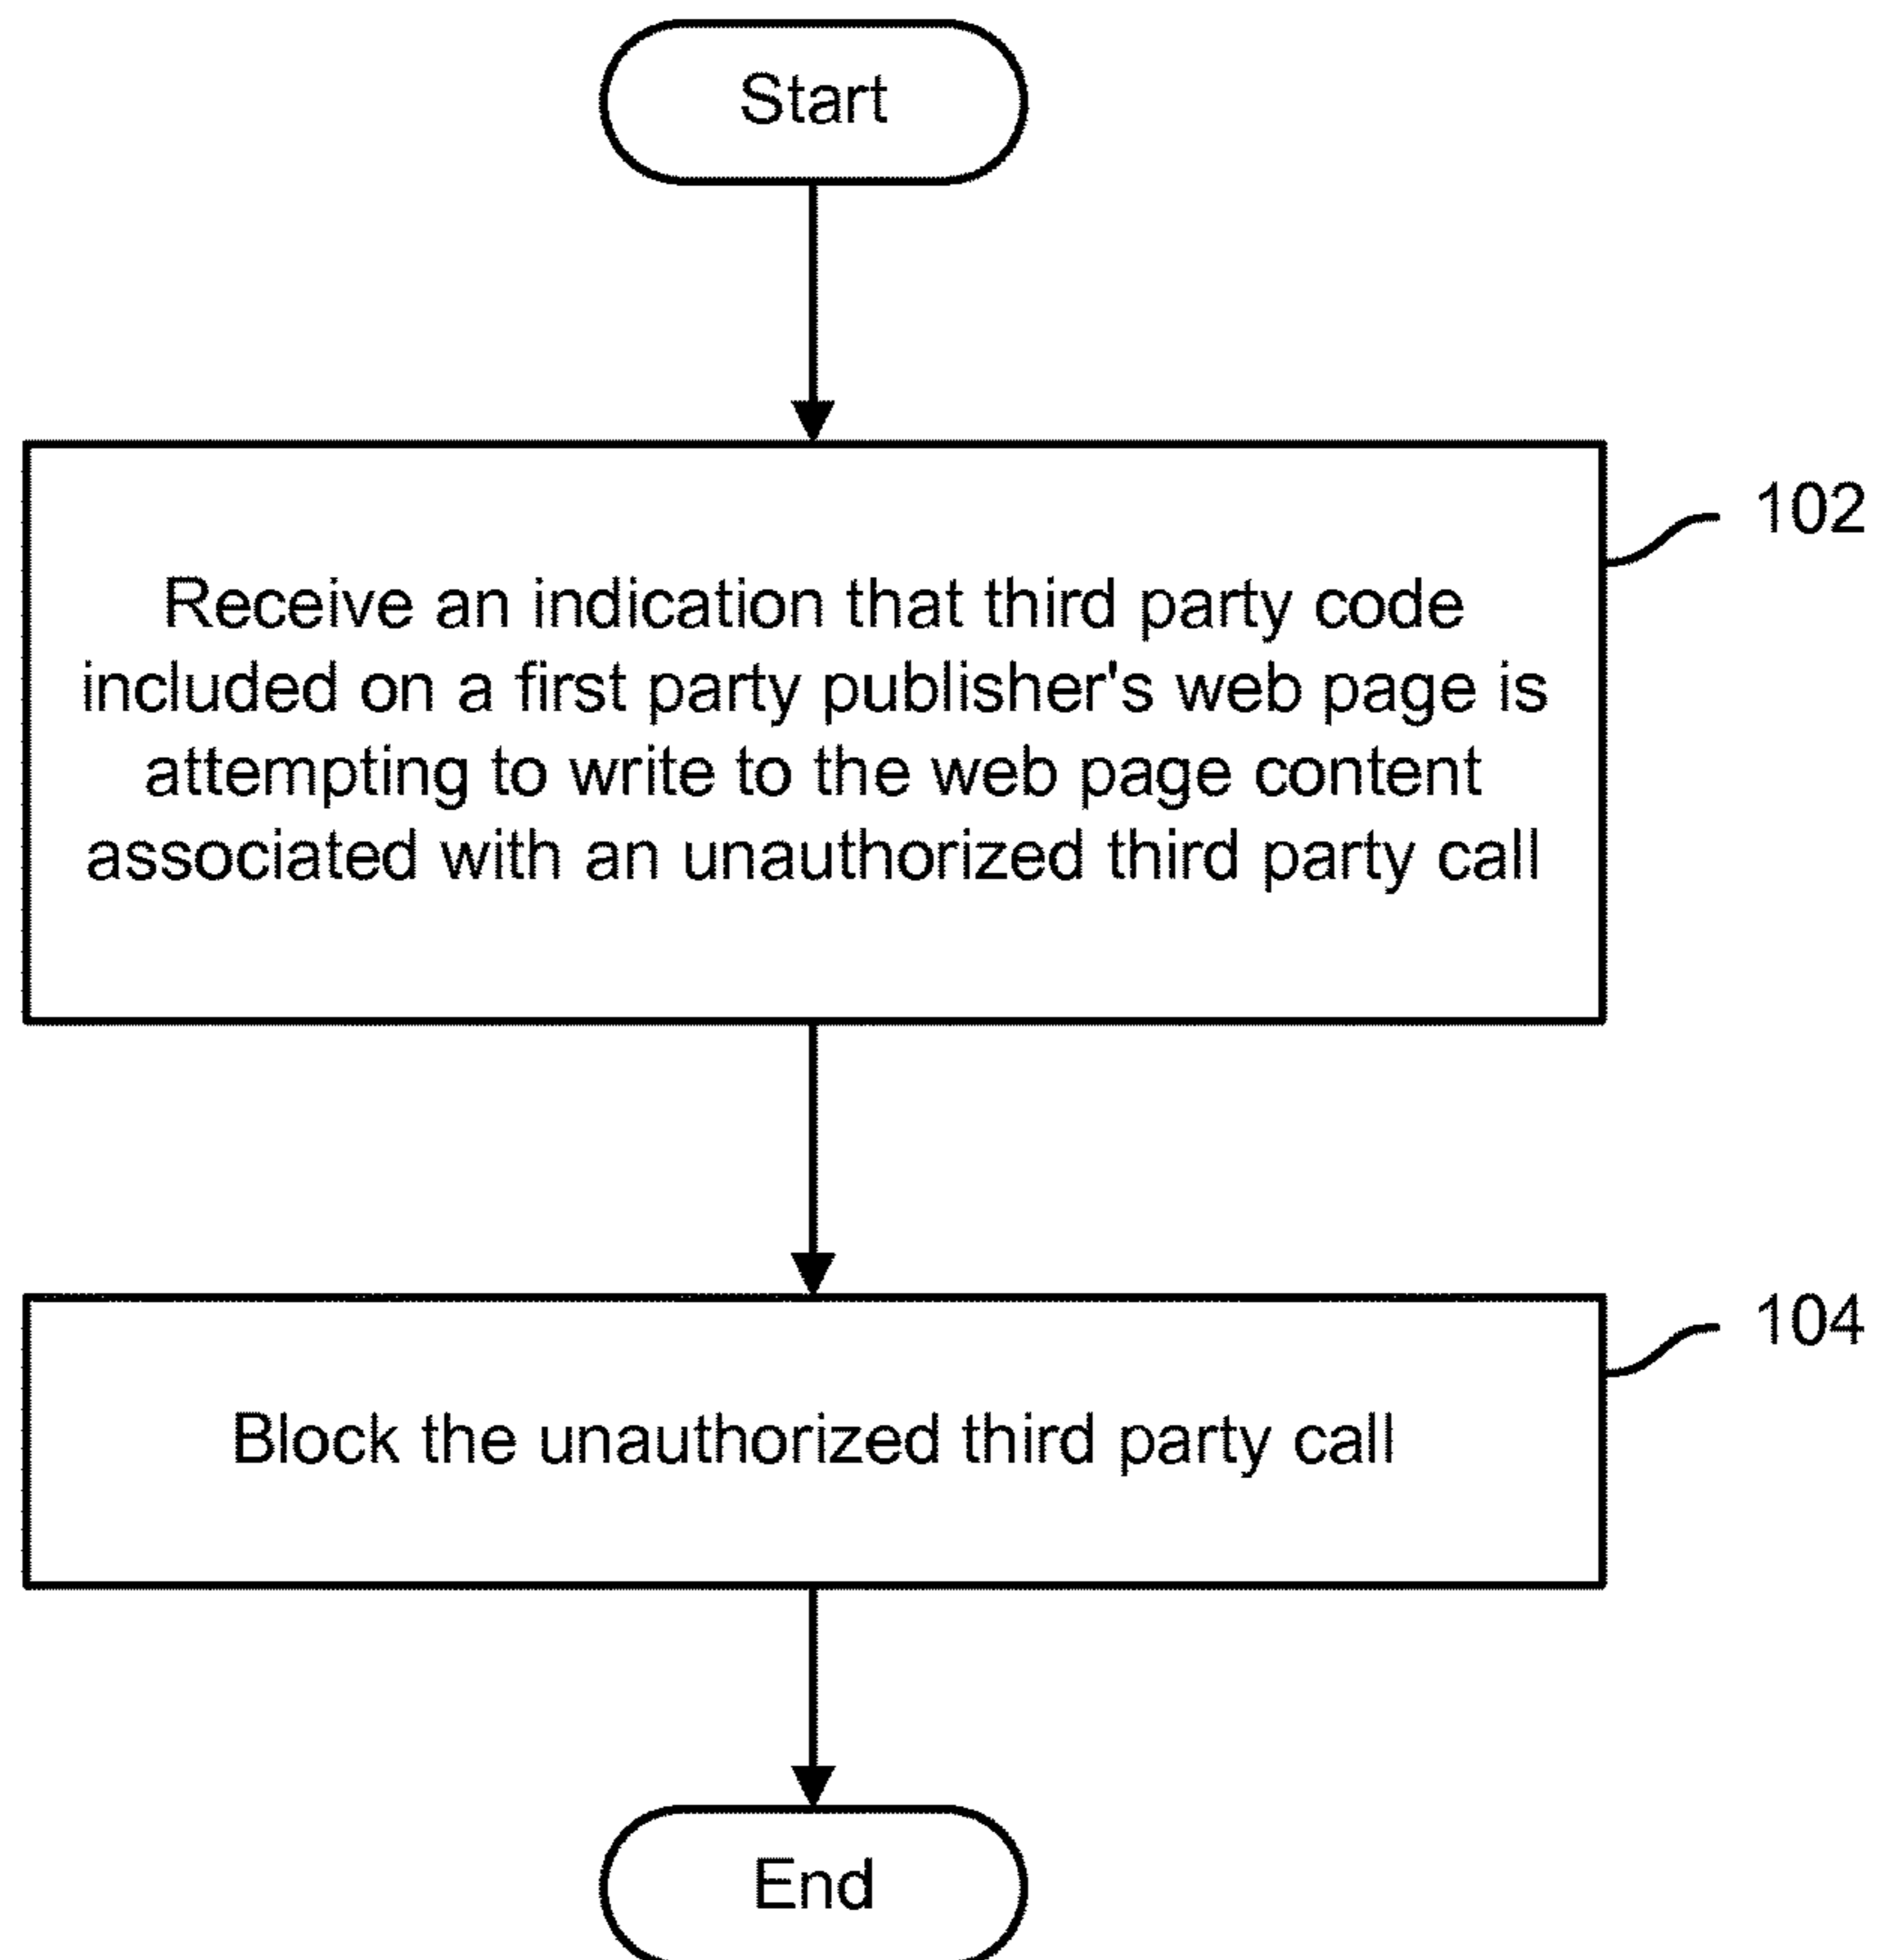 Start
Receive an indication that third party code
included on a first party publisher's web page is
attempting to write to the web page content
associated with an unauthorized third party call
102
Block the unauthorized third party call
104
End